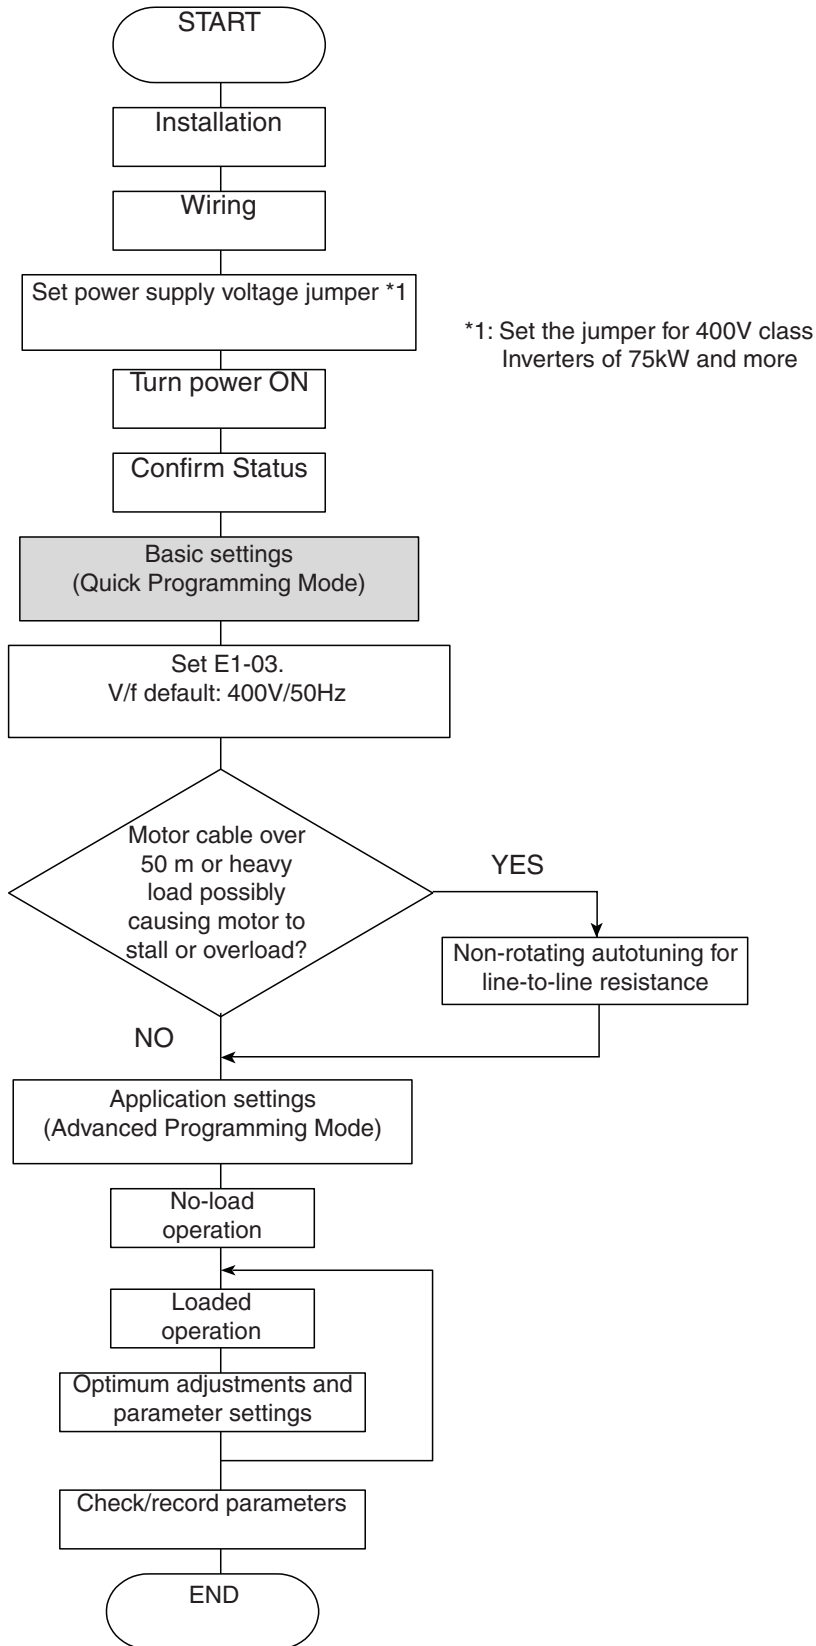 START
Installation
Wiring
Set power supply voltage jumper *1
*1: Set the jumper for 400V class
Inverters of 75kW and more
Turn power ON
Confirm Status
Basic settings
(Quick Programming Mode)
Set E1-03.
V/f default: 400V/50Hz
Motor cable over
50 m or heavy
load possibly
causing motor to
stall or overload?
YES
Non-rotating autotuning for
line-to-line resistance
NO
Application settings
(Advanced Programming Mode)
No-load
operation
Loaded
operation
Optimum adjustments and
parameter settings
Check/record parameters
END